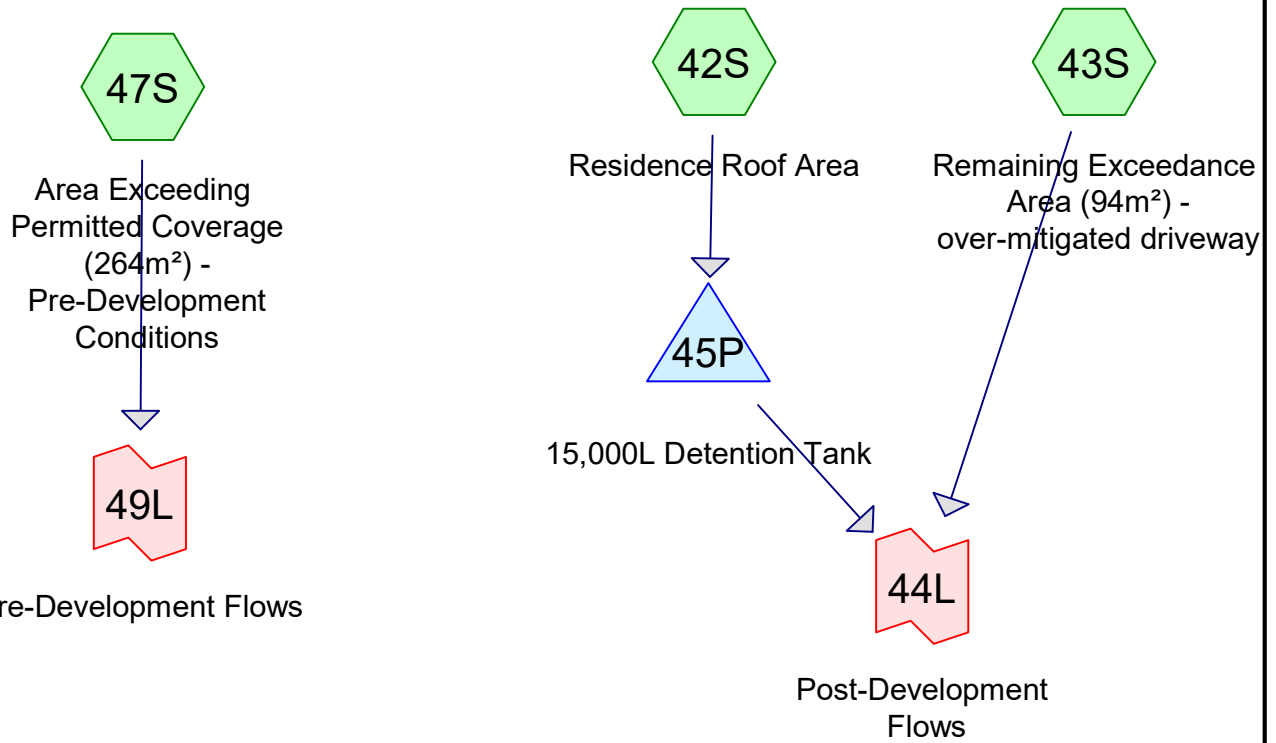 47S
Area Exceeding
Permitted Coverage
(264m²) -
Pre-Development
Conditions
49L
re-Development Flows
42S
Residence Roof Area
45P
15,000L Detention Tank
43S
Remaining Exceedance
Area (94m²) -
over-mitigated driveway
44L
Post-Development
Flows